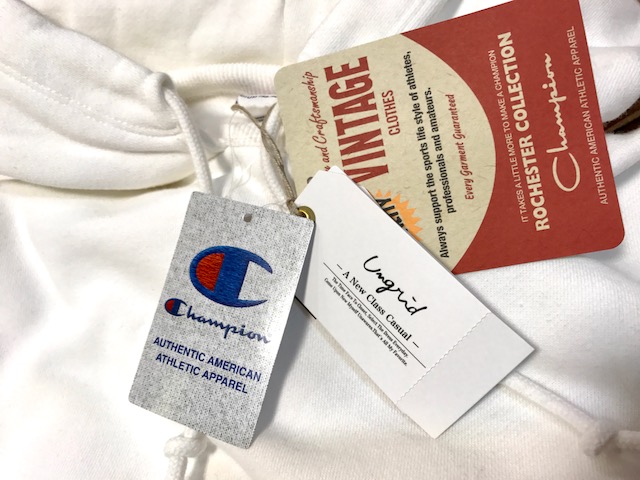 and Craftsmanship
VINTAGE
CLOTHES
Always support the sports life style of athletes,
professionals and amateurs.
Every Garment Guaranteed
IT TAKES A LITTLE MORE TO MAKE A CHAMPION
ROCHESTER COLLECTION
Champion
AUTHENTIC AMERICAN ATHLETIC APPAREL
Champion
AUTHENTIC AMERICAN
ATHLETIC APPAREL
Ungrid
– A New Class Casual –